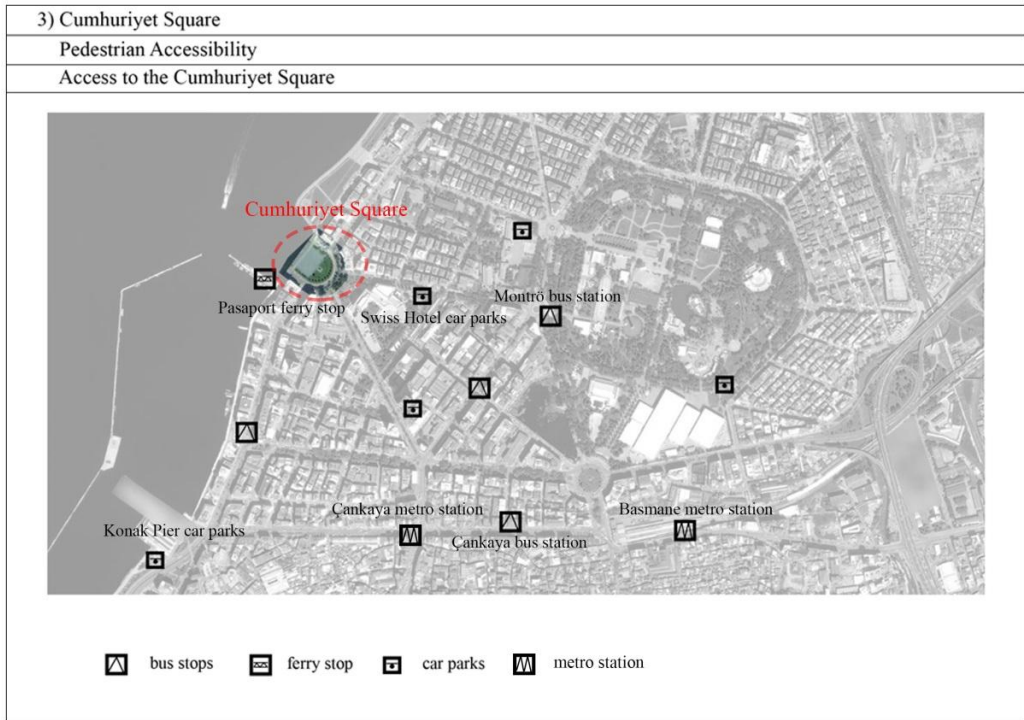 3) Cumhuriyet Square
Pedestrian Accessibility
Access to the Cumhuriyet Square
Cumhuriyet Square
Pasaport ferry stop
Swiss Hotel car parks
Montrö bus station
Çankaya metro station
Çankaya bus station
Basmane metro station
Konak Pier car parks
bus stops
ferry stop
car parks
metro station